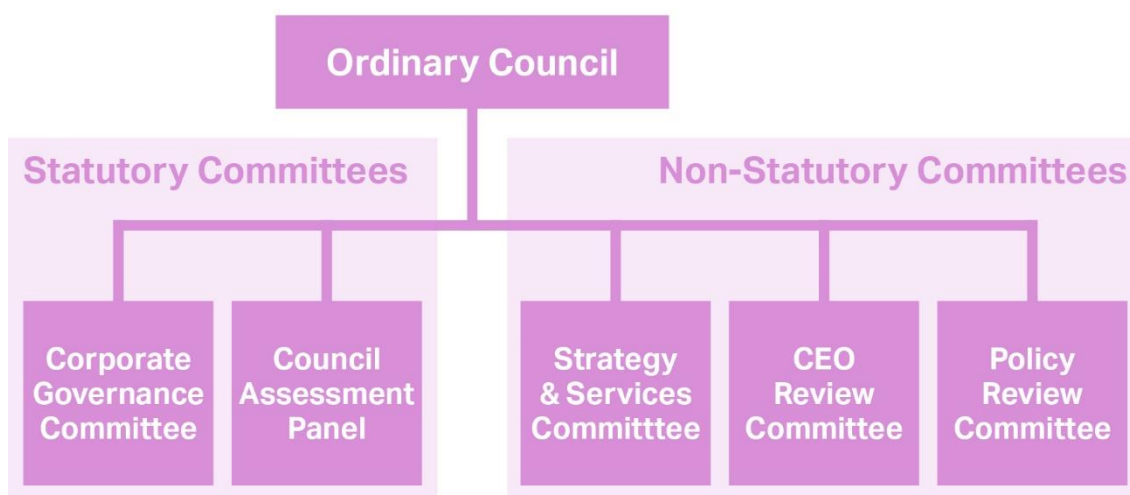 Ordinary Council
Statutory Committees
Non-Statutory Committees
Corporate
Governance
Committee
Council
Assessment
Panel
Strategy
& Services
Committtee
CEO
Review
Committee
Policy
Review
Committee